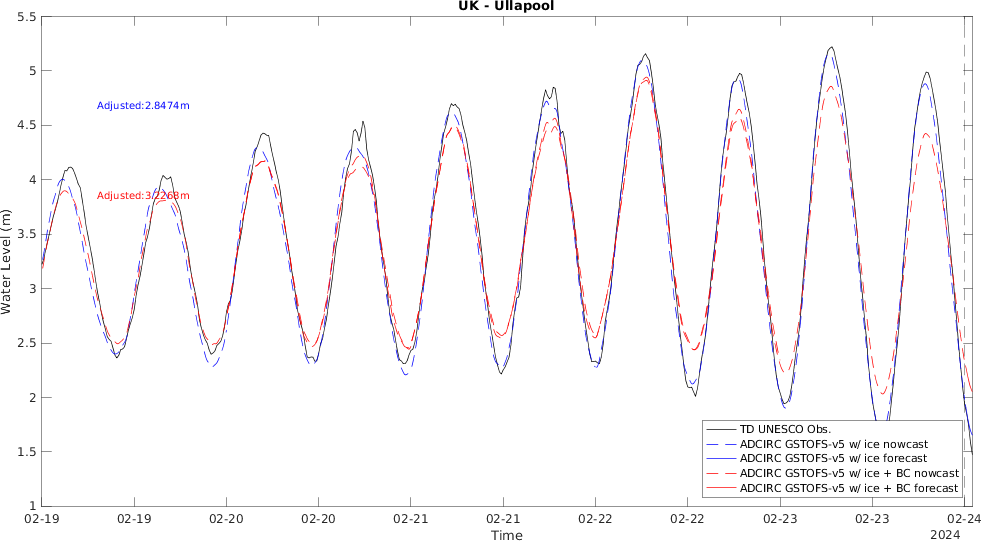 UK - Ullapool
5.5
5
4.5
4
3.5
3
2.5
2
1.5
1
Water Level (m)
Adjusted:2.8474m
Adjusted:3.2268m
TD UNESCO Obs.
ADCIRC GSTOFS-v5 w/ ice nowcast
ADCIRC GSTOFS-v5 w/ ice forecast
ADCIRC GSTOFS-v5 w/ ice + BC nowcast
ADCIRC GSTOFS-v5 w/ ice + BC forecast
02-19 02-19 02-20 02-20 02-21 02-21 02-22 02-22 02-23 02-23 02-24
Time
2024